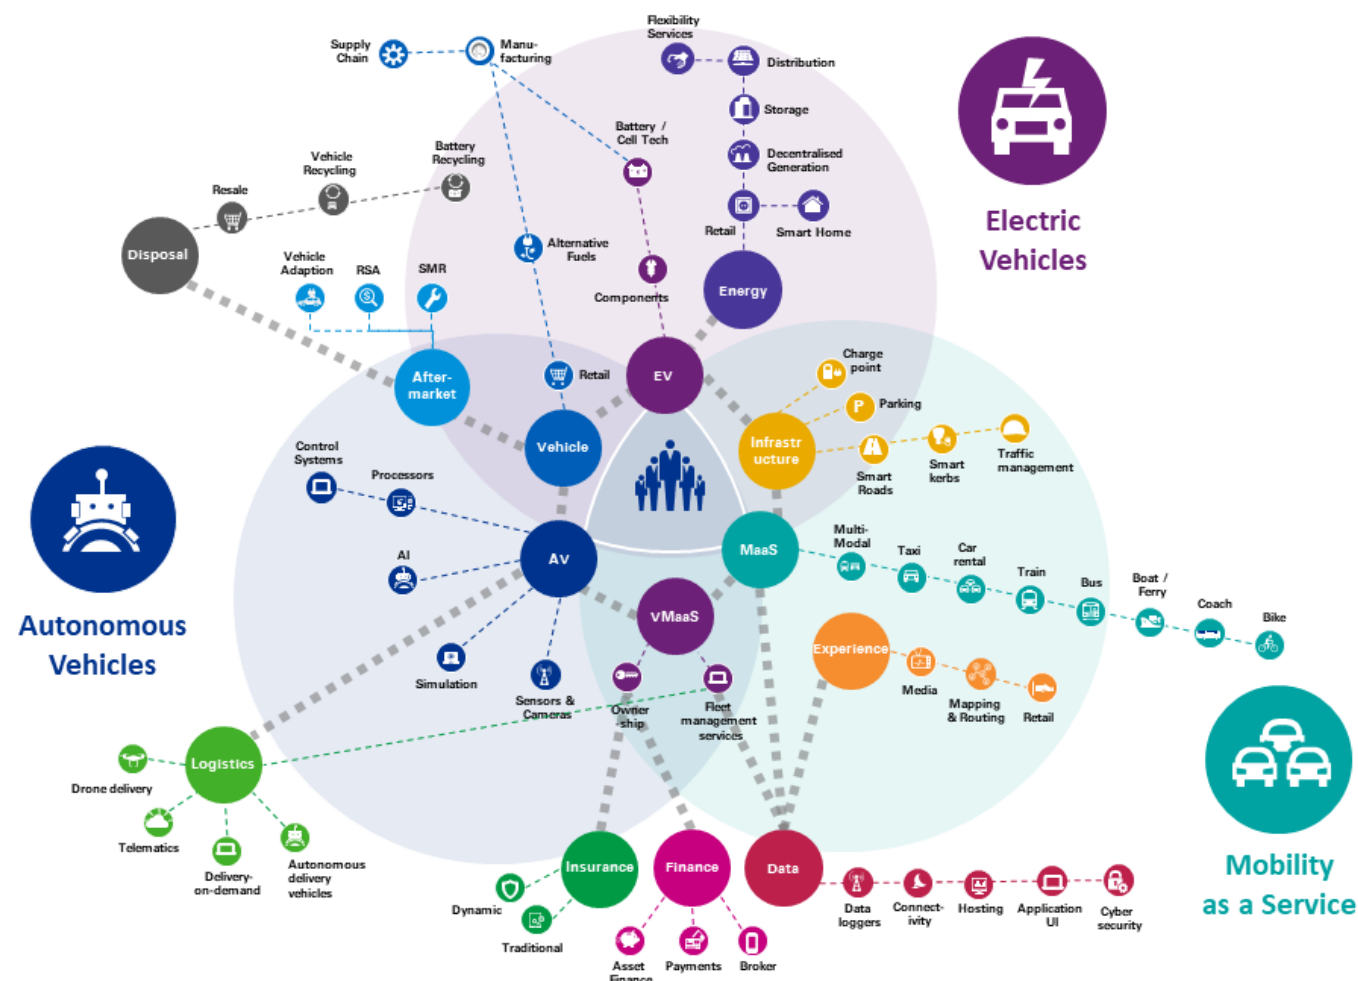 Flexibility
Services
Supply
Chain
Manu-
facturing
Distribution
Storage
Battery /
Cell Tech
Decentralised
Generation
Battery
Recycling
Vehicle
Recycling
Resale
Retail
Smart Home
Electric
Vehicles
Disposal
Vehicle
Adaption
RSA
SMR
Alternative
Fuels
Components
Energy
After-
market
Retail
EV
Charge
point
Parking
Vehicle
Infrastr
ucture
Smart
Roads
Smart
kerbs
Traffic
management
Control
Systems
Processors
P
AI
AV
MaaS
Multi-
Modal
Taxi
Car
rental
Train
Bus
Boat /
Ferry
Coach
Bike
Autonomous
Vehicles
VMaaS
Experience
Simulation
Sensors &
Cameras
Owner
-ship
Fleet
management
services
Media
Mapping
& Routing
Retail
Logistics
Drone delivery
Telematics
Delivery-
on-demand
Autonomous
delivery
vehicles
Insurance
Finance
Data
Mobility
as a Service
Dynamic
Traditional
Asset
Finance
Payments
Broker
Data
loggers
Connect-
ivity
Hosting
Application
UI
Cyber
security